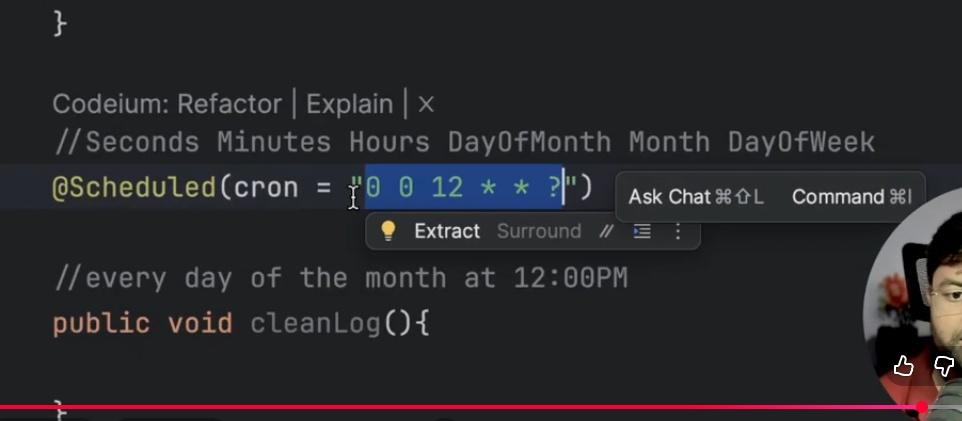 }
Codeium: Refactor | Explain | ×
//Seconds Minutes Hours DayOfMonth Month DayOfWeek
@Scheduled(cron = "0 0 12 * * ?")
Ask Chat ⌘⇧L Command ⌘I
Extract Surround //
//every day of the month at 12:00PM
public void cleanLog(){
}